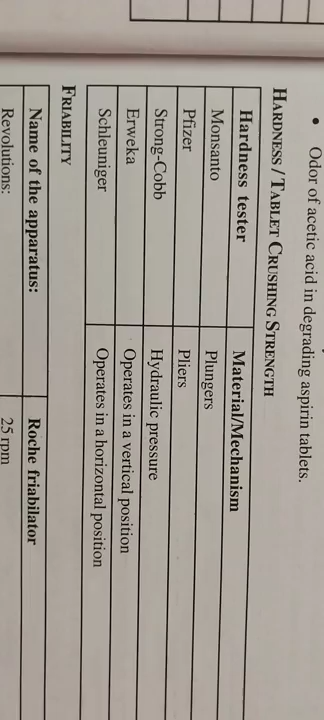 • Odor of acetic acid in degrading aspirin tablets.
HARDNESS / TABLET CRUSHING STRENGTH
Hardness tester Material/Mechanism
Monsanto Plungers
Pfizer Pliers
Strong-Cobb Hydraulic pressure
Erweka Operates in a vertical position
Schleuniger Operates in a horizontal position
FRIABILITY
Name of the apparatus: Roche friabilator
Revolutions: 25 rpm